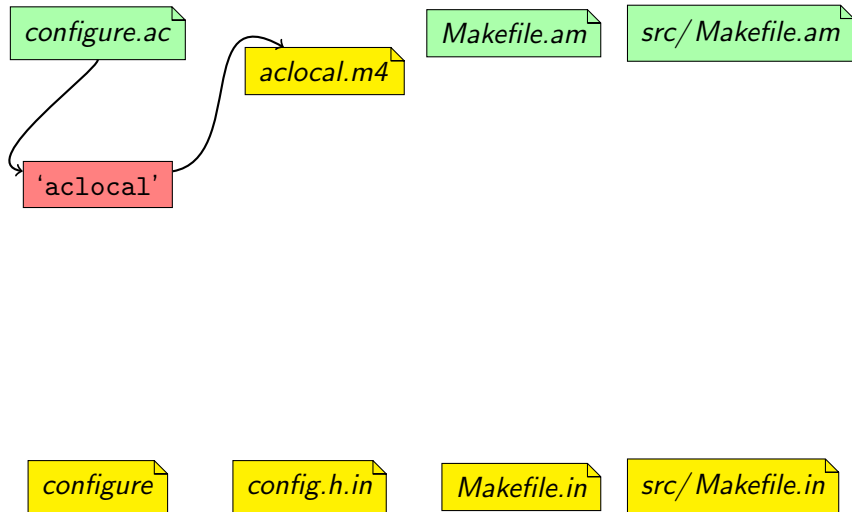 configure.ac
aclocal.m4
Makefile.am
src/Makefile.am
‘aclocal’
configure
config.h.in
Makefile.in
src/Makefile.in